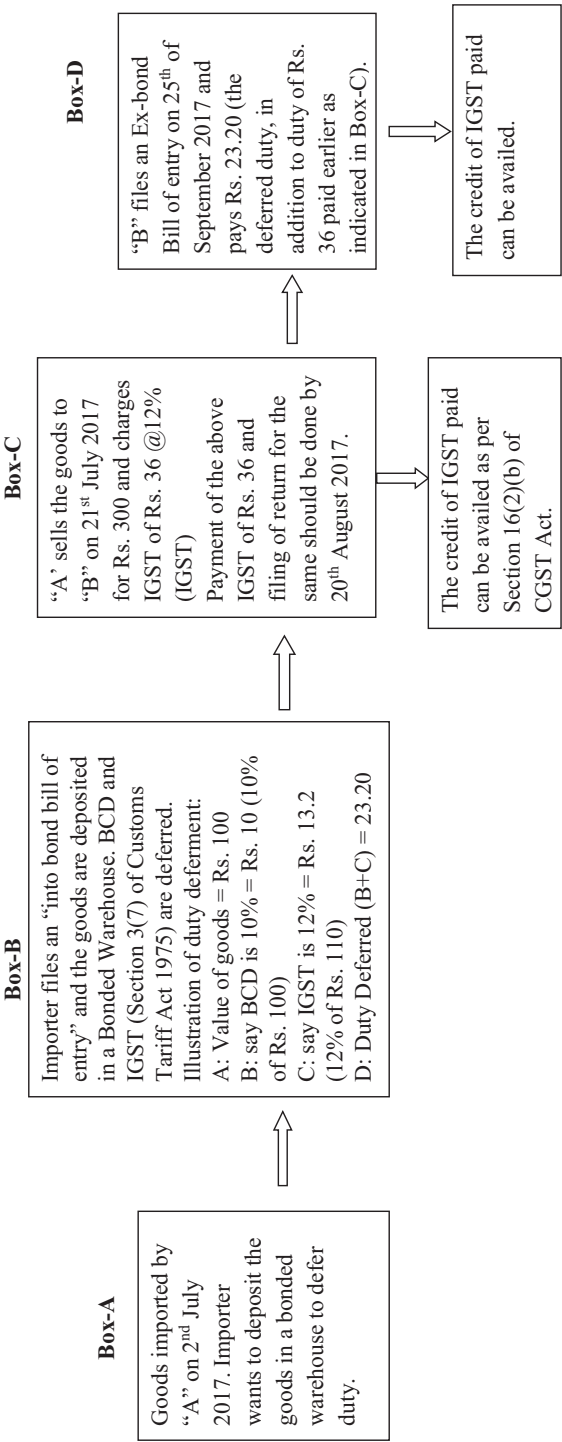 Box-A
Goods imported by
“A” on 2nd July
2017. Importer
wants to deposit the
goods in a bonded
warehouse to defer
duty.
Box-B
Importer files an “into bond bill of
entry” and the goods are deposited
in a Bonded Warehouse. BCD and
IGST (Section 3(7) of Customs
Tariff Act 1975) are deferred.
Illustration of duty deferment:
A: Value of goods = Rs. 100
B: say BCD is 10% = Rs. 10 (10%
of Rs. 100)
C: say IGST is 12% = Rs. 13.2
(12% of Rs. 110)
D: Duty Deferred (B+C) = 23.20
Box-C
“A’ sells the goods to
“B” on 21st July 2017
for Rs. 300 and charges
IGST of Rs. 36 @12%
(IGST)
Payment of the above
IGST of Rs. 36 and
filing of return for the
same should be done by
20th August 2017.
The credit of IGST paid
can be availed as per
Section 16(2)(b) of
CGST Act.
Box-D
“B” files an Ex-bond
Bill of entry on 25th of
September 2017 and
pays Rs. 23.20 (the
deferred duty, in
addition to duty of Rs.
36 paid earlier as
indicated in Box-C).
The credit of IGST paid
can be availed.